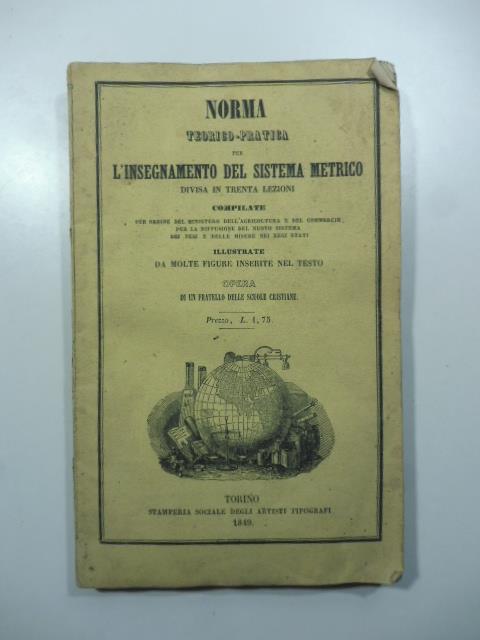 NORMA
TEORICO-PRATICA
PER
L'INSEGNAMENTO DEL SISTEMA METRICO
DIVISA IN TRENTA LEZIONI
COMPILATE
PER ORDINE DEL MINISTERO DELL'AGRICOLTURA E DEL COMMERCIO,
PER LA DIFFUSIONE DEL NUOVO SISTEMA
DEI PESI E DELLE MISURE NEI REGI STATI
ILLUSTRATE
DA MOLTE FIGURE INSERITE NEL TESTO
OPERA
DI UN FRATELLO DELLE SCUOLE CRISTIANE.
Prezzo, L. 1,75.
TORINO
STAMPERIA SOCIALE DEGLI ARTISTI TIPOGRAFI
1849.